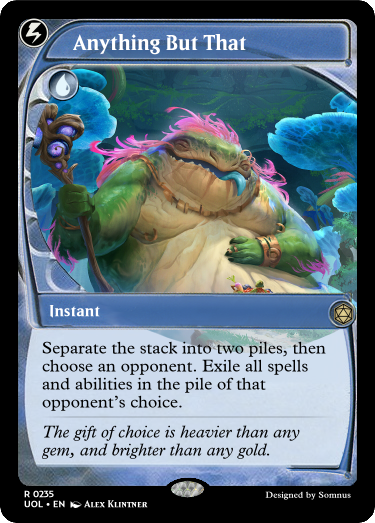 Anything But That
Instant
Separate the stack into two piles, then
choose an opponent. Exile all spells
and abilities in the pile of that
opponent's choice.
The gift of choice is heavier than any
gem, and brighter than any gold.
R 0235
UOL • EN ALEX KLINTNER
Designed by Somnus